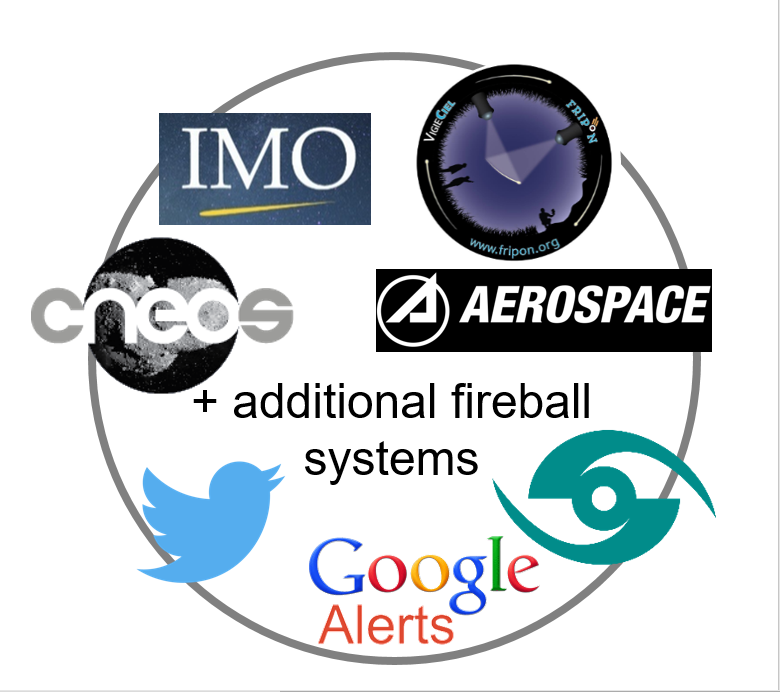 IMO
VIGIECIEL
FRIPON
www.fripon.org
cneos
AEROSPACE
+ additional fireball
systems
Google
Alerts